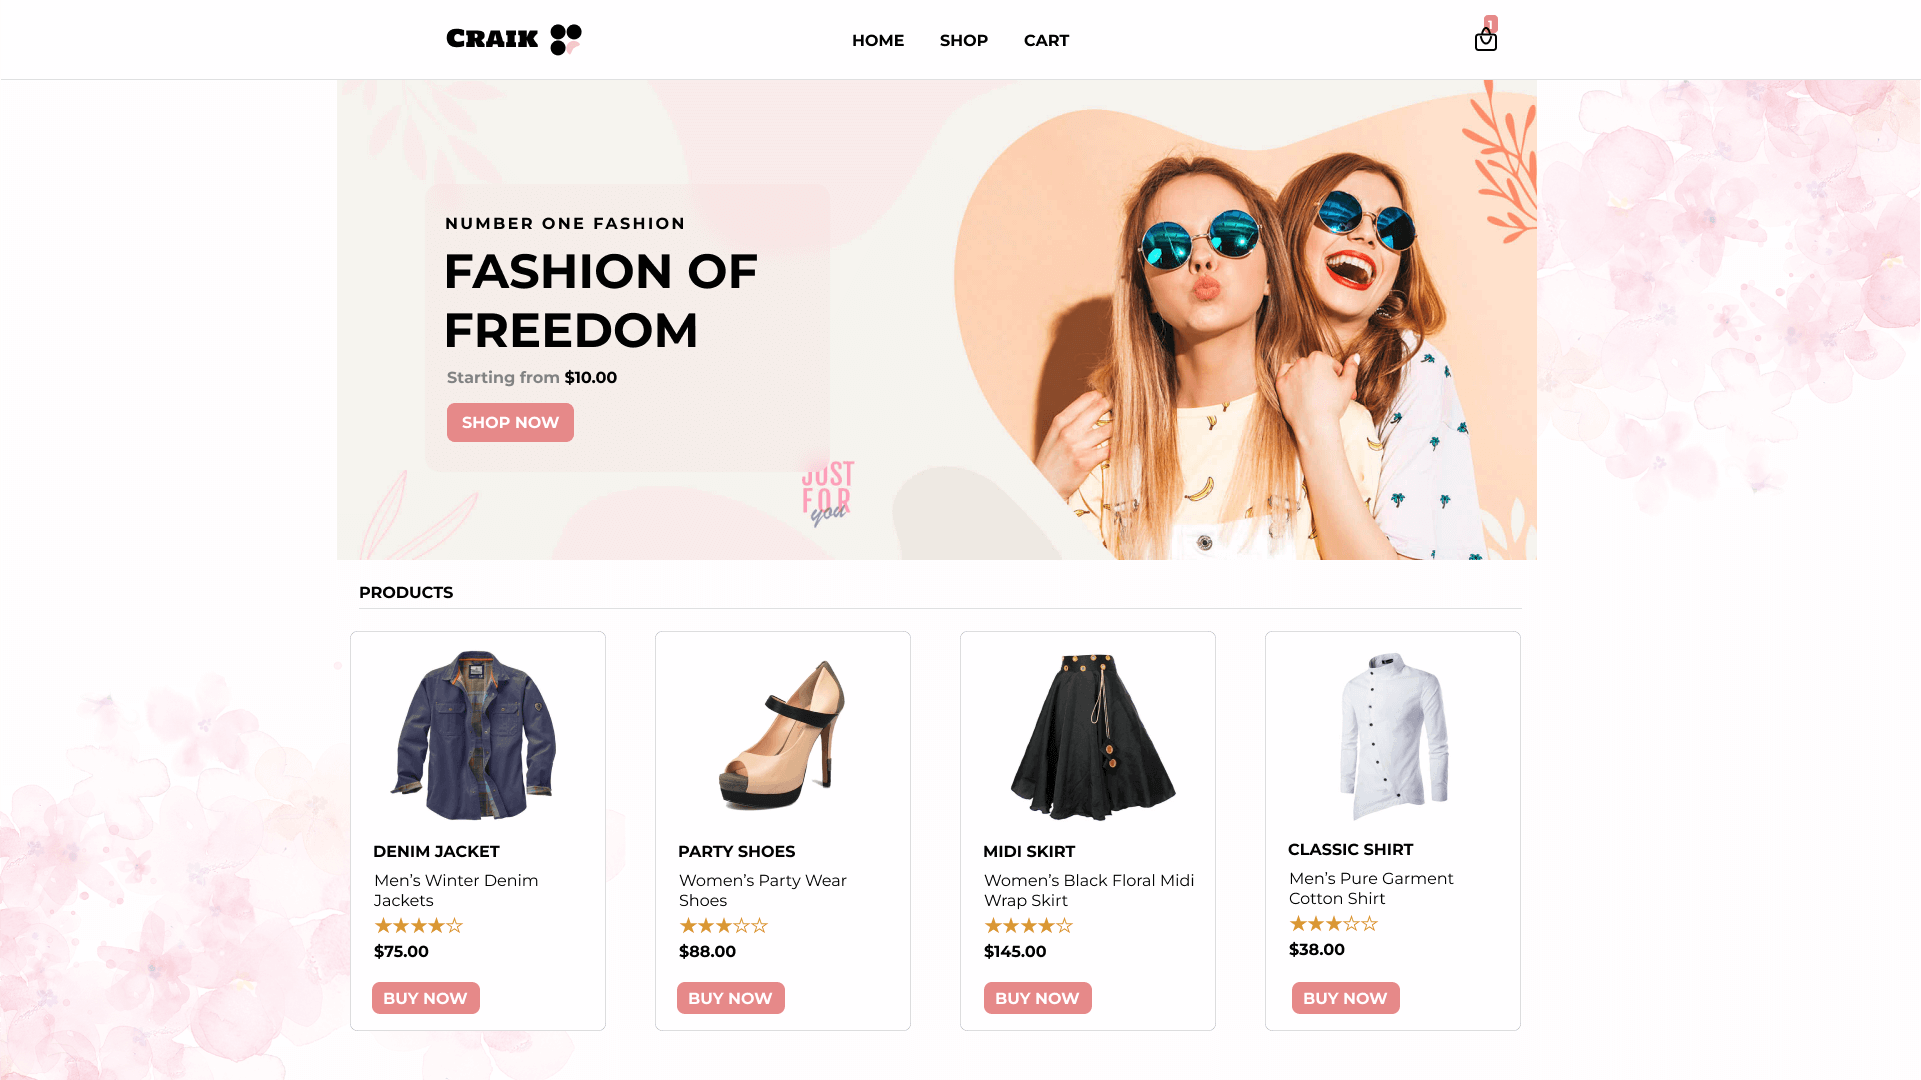 CRAIK
HOME SHOP CART
1
NUMBER ONE FASHION
FASHION OF
FREEDOM
Starting from $10.00
SHOP NOW
JUST
FOR
you
PRODUCTS
DENIM JACKET
Men’s Winter Denim
Jackets
$75.00
BUY NOW
PARTY SHOES
Women’s Party Wear
Shoes
$88.00
BUY NOW
MIDI SKIRT
Women’s Black Floral Midi
Wrap Skirt
$145.00
BUY NOW
CLASSIC SHIRT
Men’s Pure Garment
Cotton Shirt
$38.00
BUY NOW